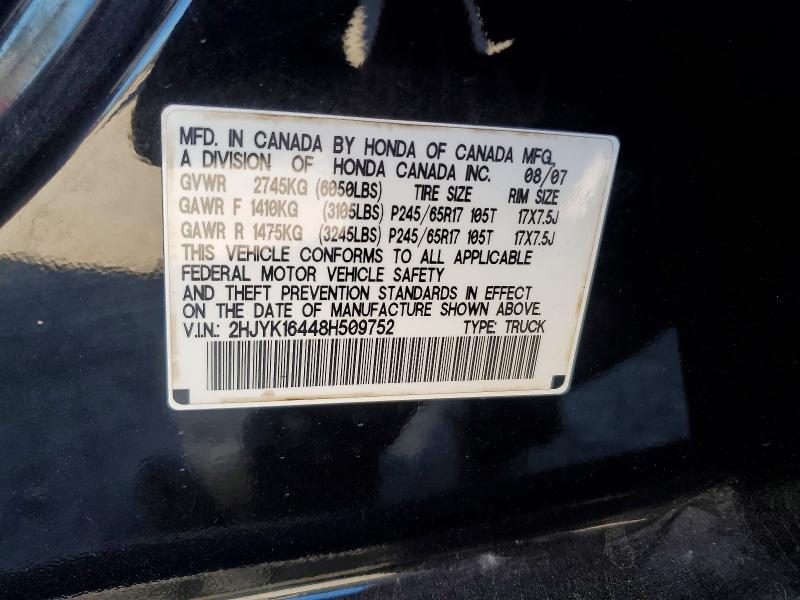 MFD. IN CANADA BY HONDA OF CANADA MFG.,
A DIVISION OF HONDA CANADA INC. 08/07
GVWR 2745KG (6050LBS) TIRE SIZE RIM SIZE
GAWR F 1410KG (3105LBS) P245/65R17 105T 17X7.5J
GAWR R 1475KG (3245LBS) P245/65R17 105T 17X7.5J
THIS VEHICLE CONFORMS TO ALL APPLICABLE
FEDERAL MOTOR VEHICLE SAFETY
AND THEFT PREVENTION STANDARDS IN EFFECT
ON THE DATE OF MANUFACTURE SHOWN ABOVE.
V.I.N.: 2HJYK16448H509752 TYPE: TRUCK